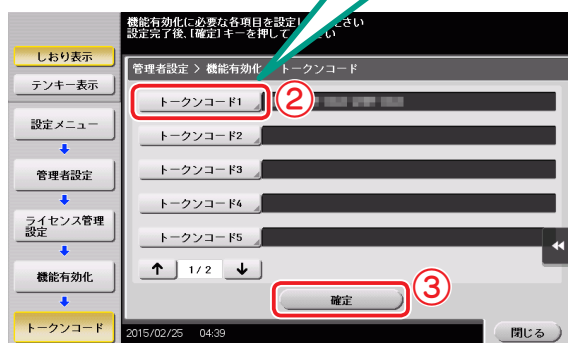 機能有効化に必要な各項目を設定し ださい
設定完了後、[確定] キーを押して い
しおり表示
テンキー表示
設定メニュー
管理者設定
ライセンス管理
設定
機能有効化
トークンコード
管理者設定 > 機能有効化 トークンコード
トークンコード1
②
トークンコード2
トークンコード3
トークンコード4
トークンコード5
↑ 1/2 ↓
確定
③
2015/02/25 04:39
閉じる